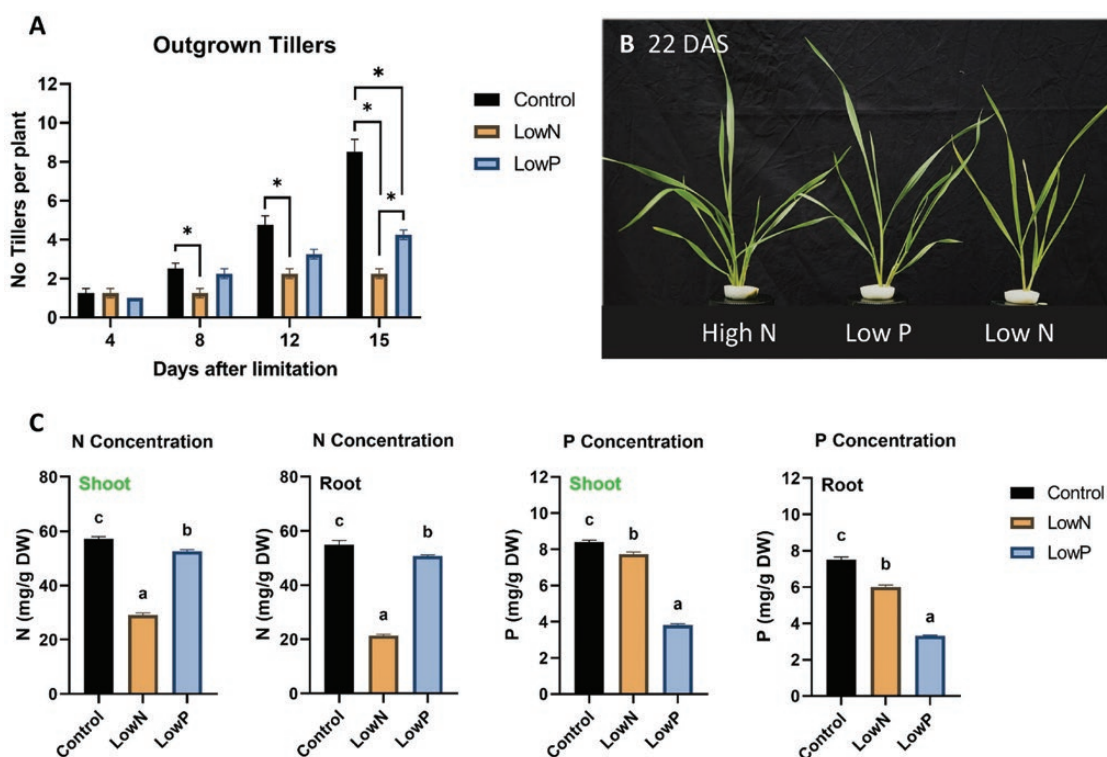 A
Outgrown Tillers
No Tillers per plant
12
10
8
6
4
2
0
4 8 12 15
Days after limitation
* * * * *
Control
LowN
LowP
B 22 DAS
High N Low P Low N
C
N Concentration
Shoot
N (mg/g DW)
80
60
40
20
0
c a b
Control LowN LowP
N Concentration
Root
N (mg/g DW)
80
60
40
20
0
c a b
Control LowN LowP
P Concentration
Shoot
P (mg/g DW)
12
10
8
6
4
2
0
c b a
Control LowN LowP
P Concentration
Root
P (mg/g DW)
12
10
8
6
4
2
0
c b a
Control LowN LowP
Control
LowN
LowP